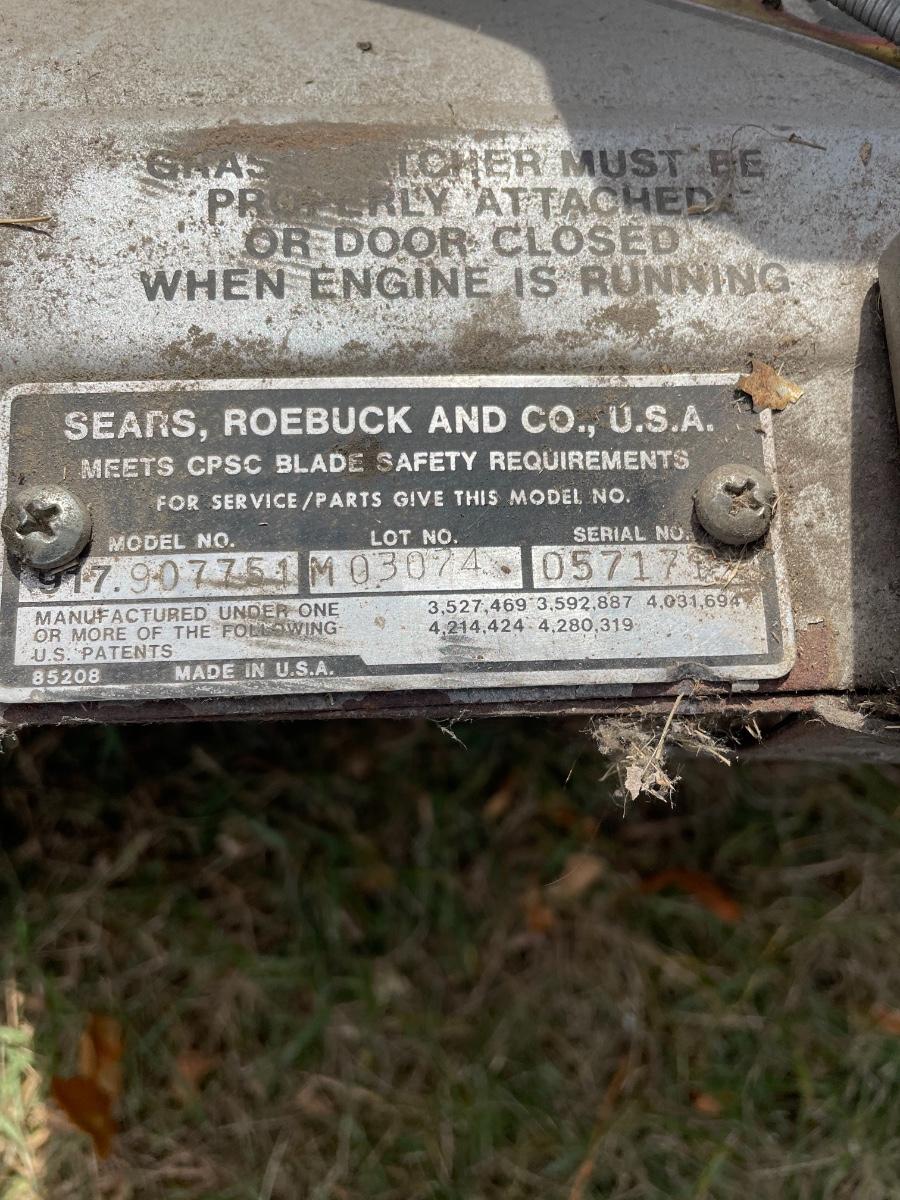 CATCHER MUST BE
PROPERLY ATTACHED
OR DOOR CLOSED
WHEN ENGINE IS RUNNING
SEARS, ROEBUCK AND CO., U.S.A.
MEETS CPSC BLADE SAFETY REQUIREMENTS
FOR SERVICE/PARTS GIVE THIS MODEL NO.
MODEL NO. LOT NO. SERIAL NO.
917.907751 M 03074
MANUFACTURED UNDER ONE 3,527,469 3,592,887 4,031,694
OR MORE OF THE FOLLOWING 4,214,424 4,280,319
U.S. PATENTS
85208 MADE IN U.S.A.